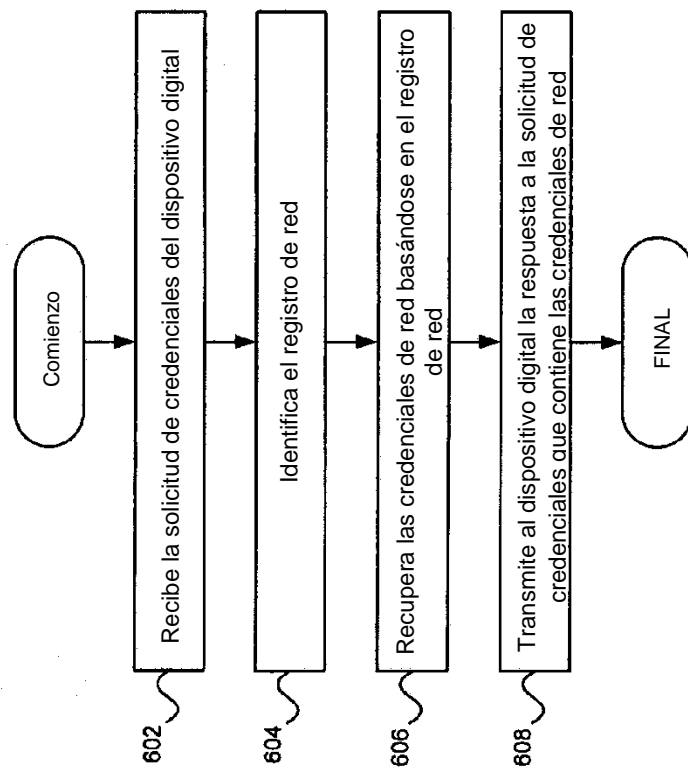 Comienzo
602
Recibe la solicitud de credenciales del dispositivo digital
604
Identifica el registro de red
606
Recupera las credenciales de red basándose en el registro
de red
608
Transmite al dispositivo digital la respuesta a la solicitud de
credenciales que contiene las credenciales de red
FINAL